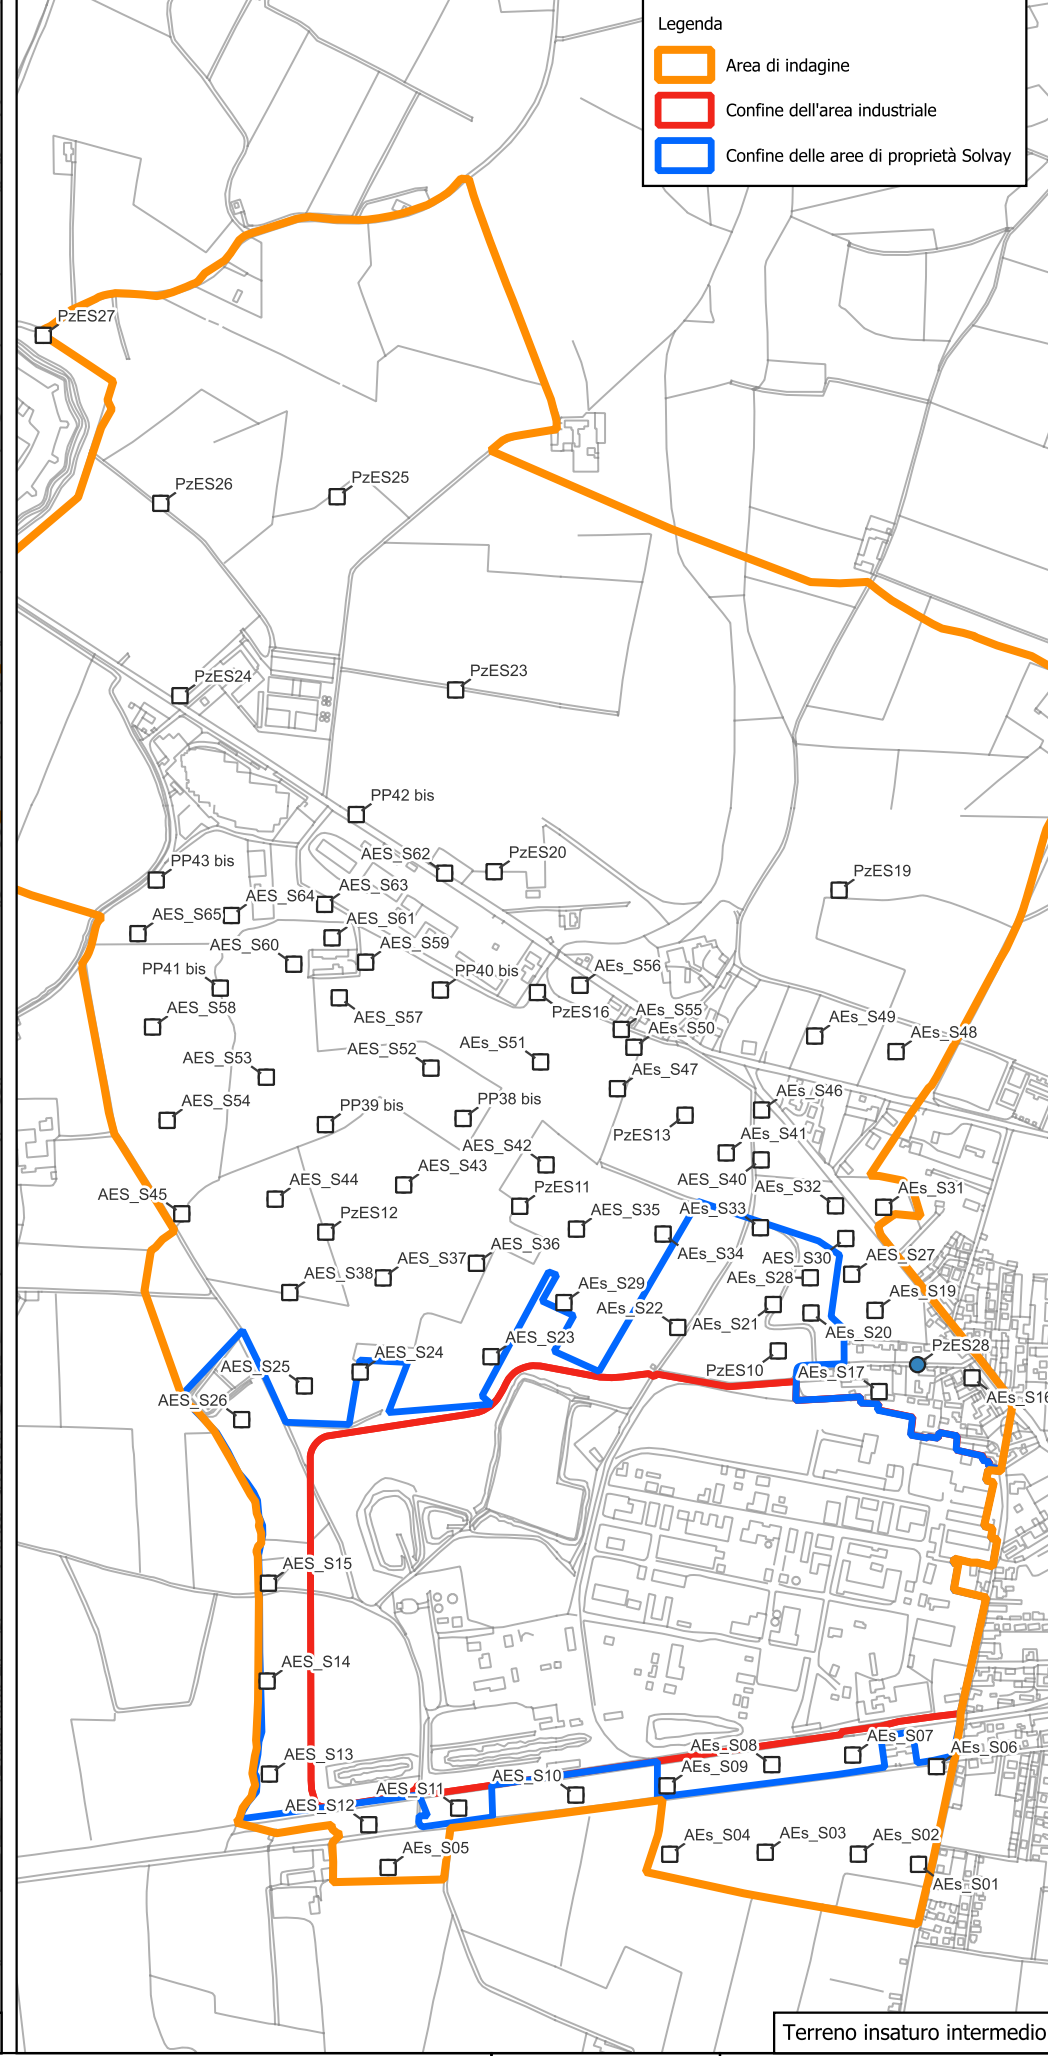 Legenda
Area di indagine
Confine dell'area industriale
Confine delle aree di proprietà Solvay
PzES27
PzES26
PzES25
PzES24
PzES23
PP42 bis
AES_S62
PzES20
PP43 bis
AES_S63
PzES19
AES_S64
AES_S65
AES_S61
AES_S60
AES_S59
PP41 bis
PP40 bis
AEs_S56
AES_S58
AES_S57
PzES16
AEs_S55
AEs_S50
AEs_S49
AEs_S48
AES_S53
AES_S52
AEs_S51
AEs_S47
AEs_S46
AES_S54
PP39 bis
PP38 bis
PzES13
AEs_S41
AES_S42
AES_S44
AES_S43
AES_S40
AEs_S32
AEs_S31
AES_S45
PzES12
PzES11
AES_S35
AEs_S33
AES_S36
AEs_S34
AEs_S30
AEs_S27
AES_S38
AES_S37
AEs_S29
AEs_S28
AEs_S22
AEs_S21
AEs_S19
AEs_S20
AES_S25
AES_S24
AES_S23
PzES10
AEs_S17
PzES28
AES_S26
AEs_S16
AES_S15
AES_S14
AES_S13
AEs_S08
AEs_S07
AEs_S06
AES_S12
AES_S11
AES_S10
AEs_S09
AEs_S05
AEs_S04
AEs_S03
AEs_S02
AEs_S01
Terreno insaturo intermedio